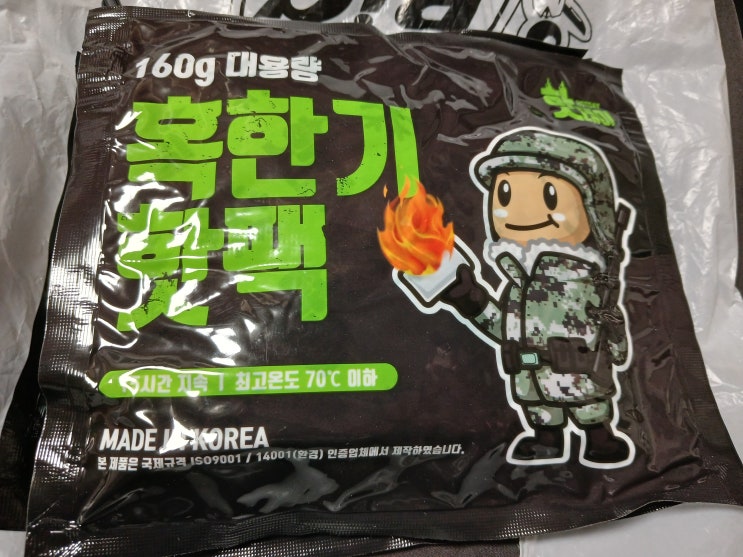 160g 대용량
혹한기
핫팩
시간 지속 | 최고온도 70℃ 이하
MADE IN KOREA
본 제품은 국제규격 ISO9001 / 14001(환경) 인증업체에서 제작하였습니다.